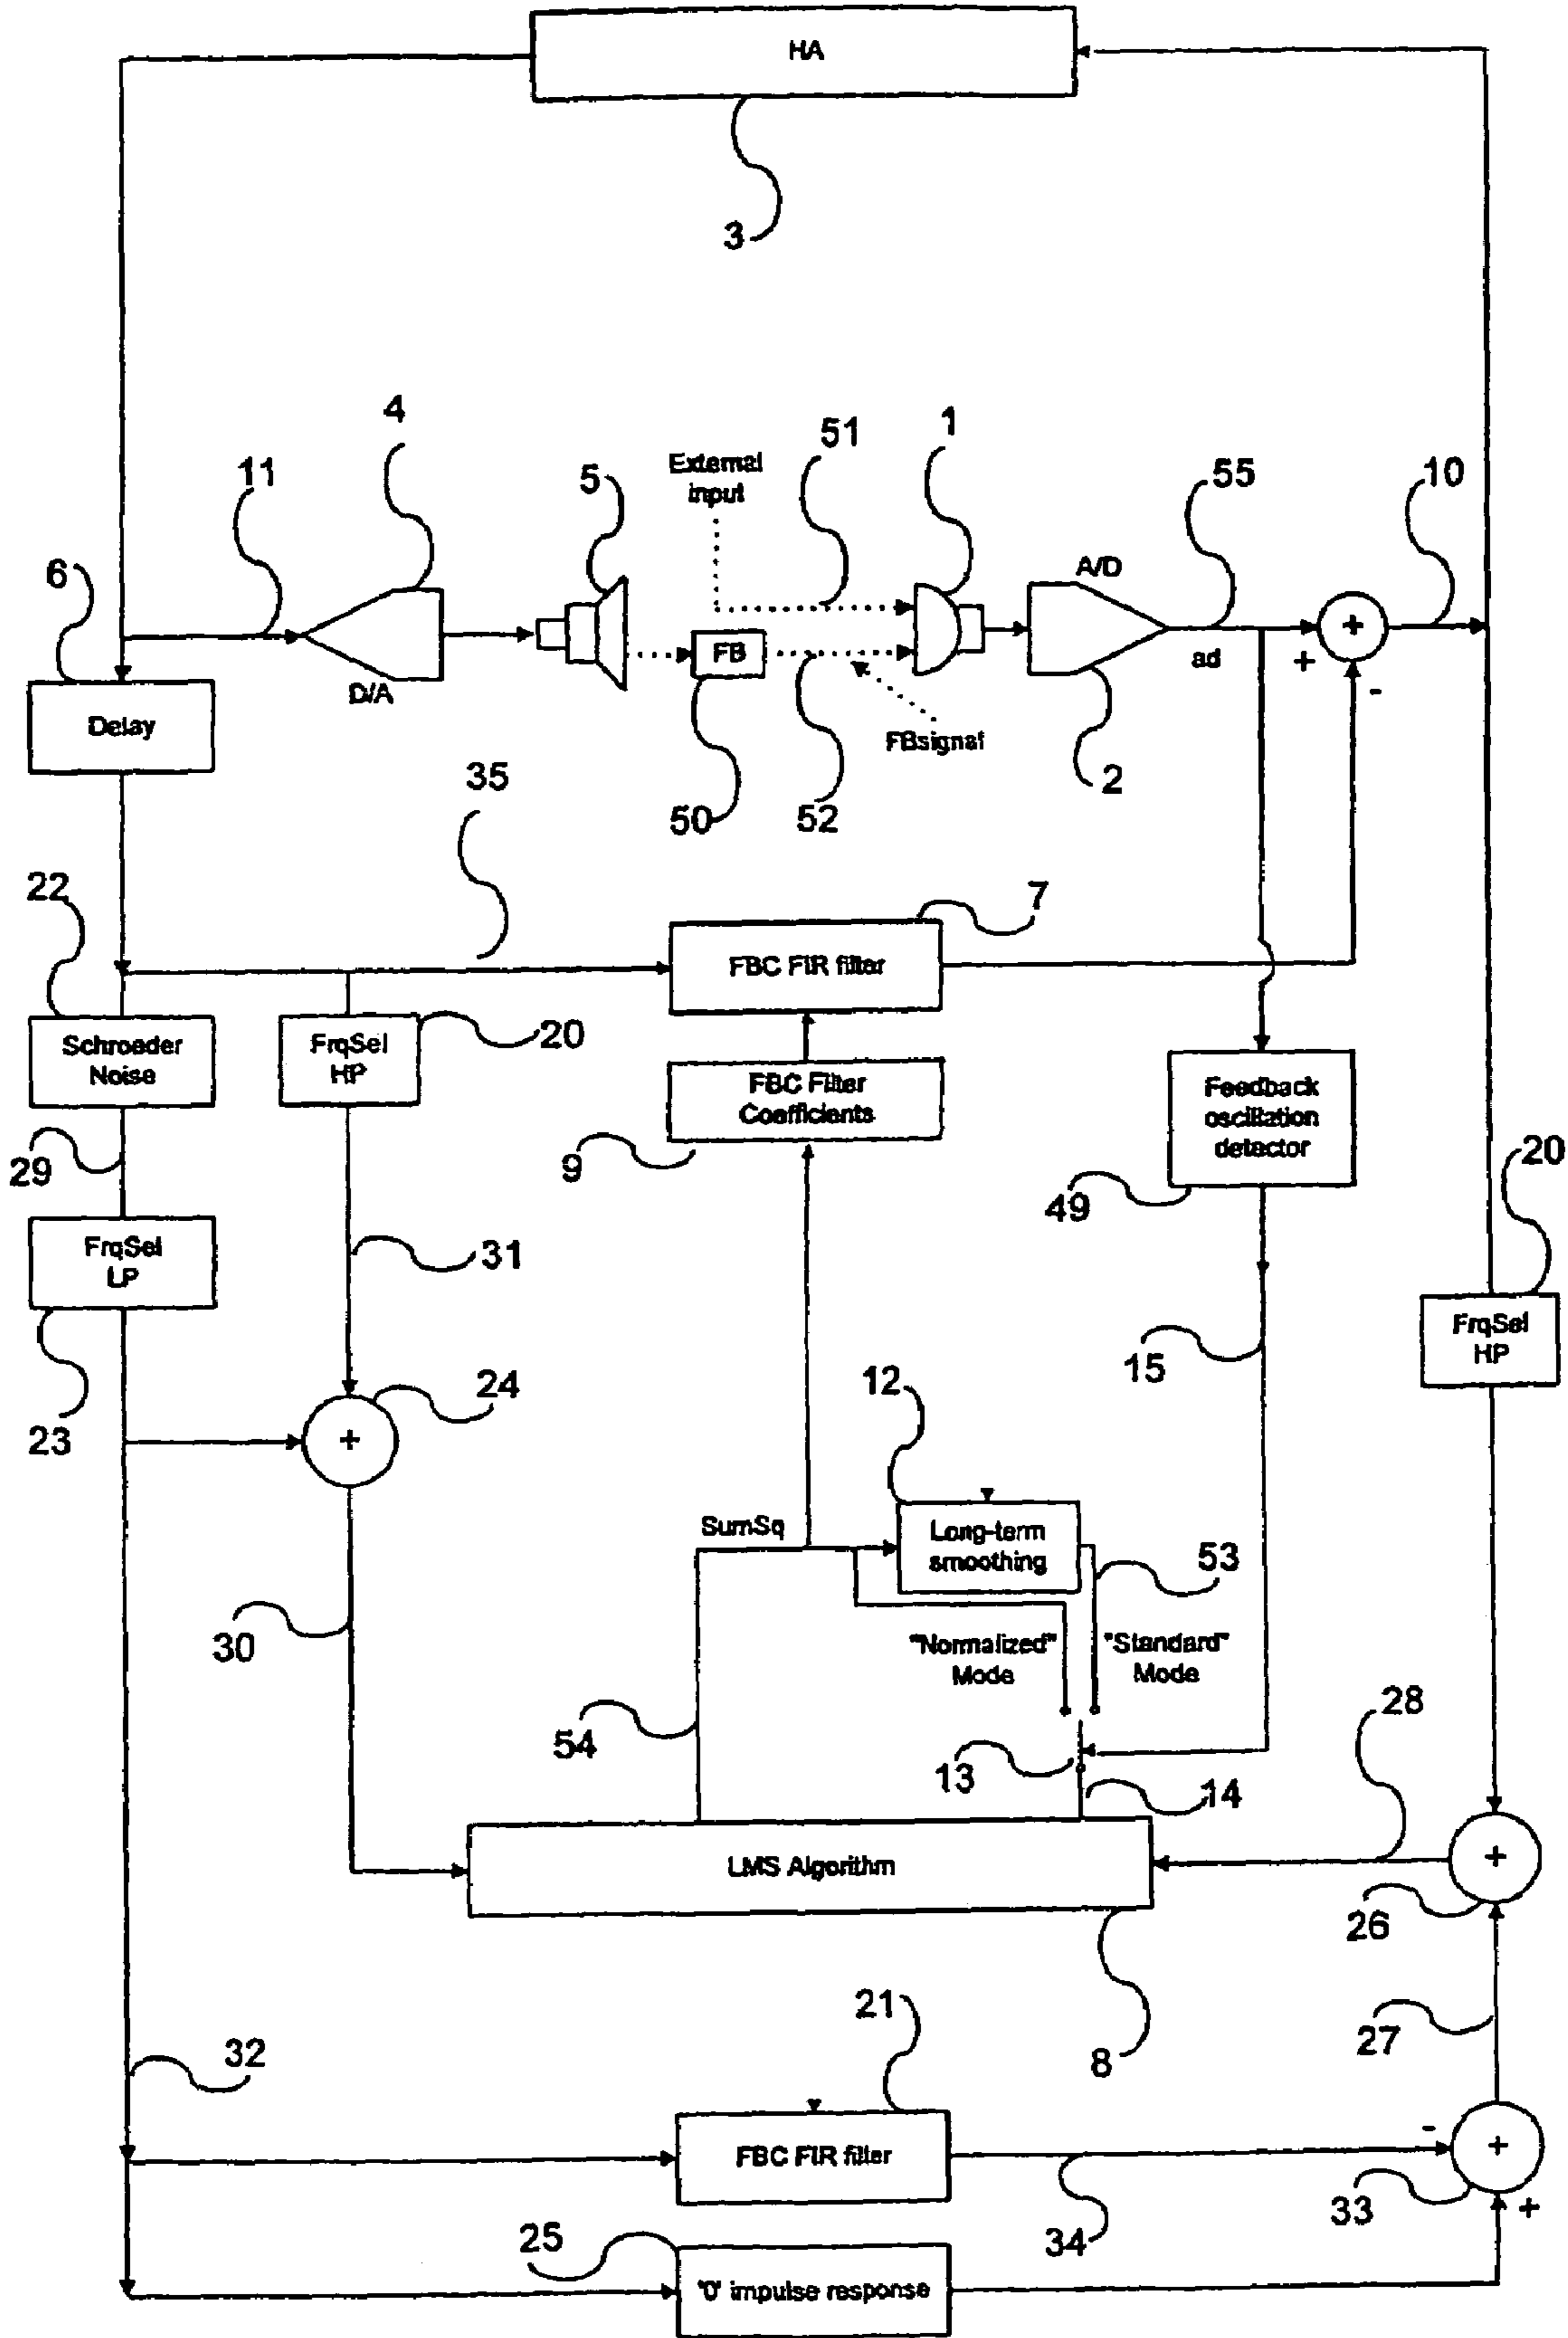 HA
3
4
1
51
External
input
5
55
10
11
6
A/D
FB
+
ad
+
-
D/A
Delay
FBsignal
2
35
50
52
22
7
FBC FIR filter
Schroeder
Noise
FrqSel
HP
20
FBC Filter
Coefficients
Feedback
oscillation
detector
29
9
49
20
FrqSel
LP
31
FrqSel
HP
15
12
24
23
+
SumSq
Long-term
smoothing
53
30
"Normalized"
Mode
"Standard"
Mode
28
54
13
14
LMS Algorithm
+
26
21
27
32
8
FBC FIR filter
-
+
33
+
25
34
'0' impulse response